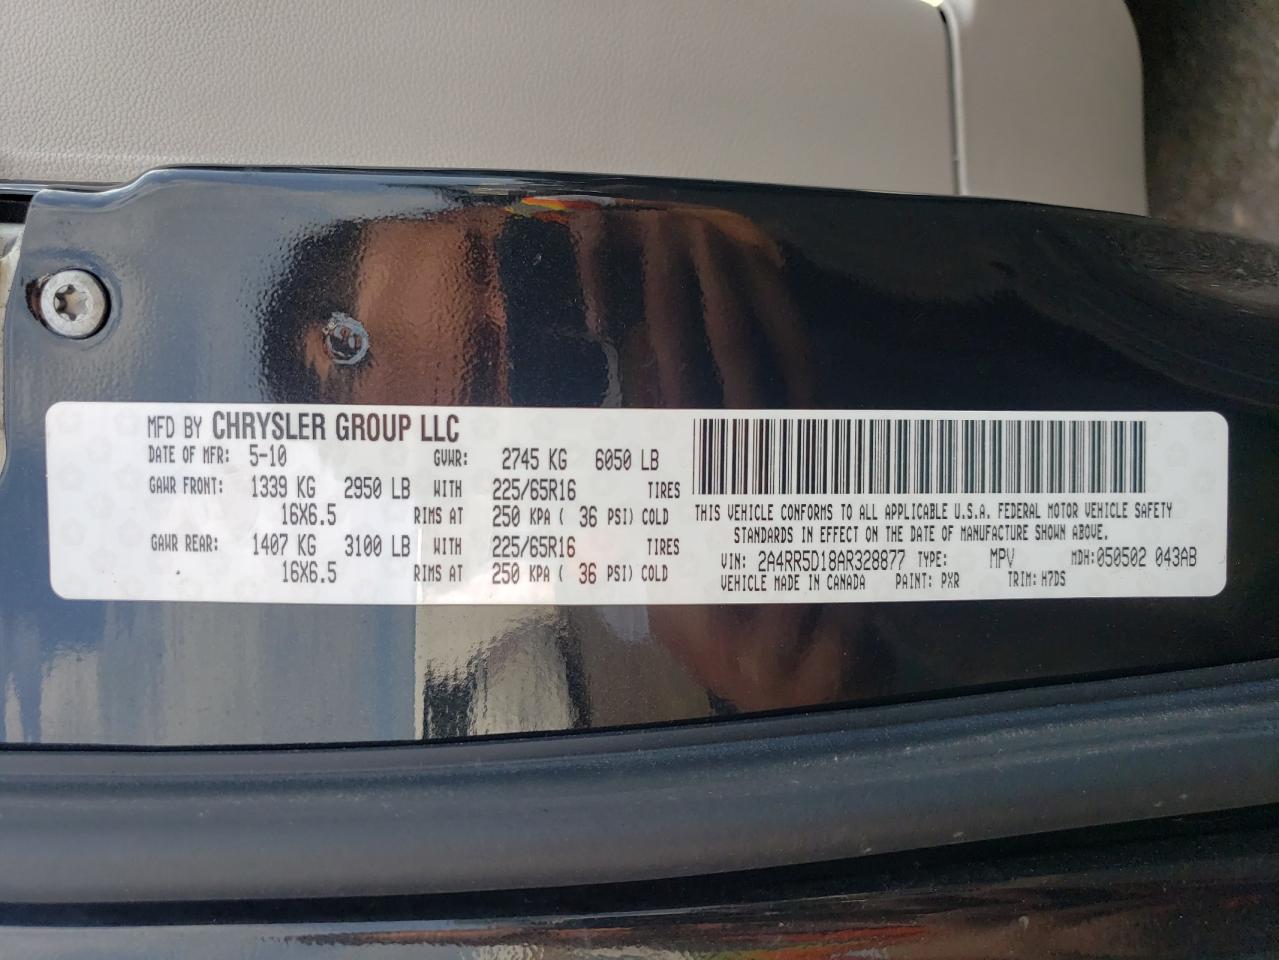 MFD BY CHRYSLER GROUP LLC
DATE OF MFR: 5-10 GVWR: 2745 KG 6050 LB
GAWR FRONT: 1339 KG 2950 LB WITH 225/65R16 TIRES
16X6.5 RIMS AT 250 KPA ( 36 PSI) COLD
GAWR REAR: 1407 KG 3100 LB WITH 225/65R16 TIRES
16X6.5 RIMS AT 250 KPA ( 36 PSI) COLD
THIS VEHICLE CONFORMS TO ALL APPLICABLE U.S.A. FEDERAL MOTOR VEHICLE SAFETY
STANDARDS IN EFFECT ON THE DATE OF MANUFACTURE SHOWN ABOVE.
VIN: 2A4RR5D18AR328877 TYPE: MPV MDH:050502 043AB
VEHICLE MADE IN CANADA PAINT: PXR TRIM: H7DS